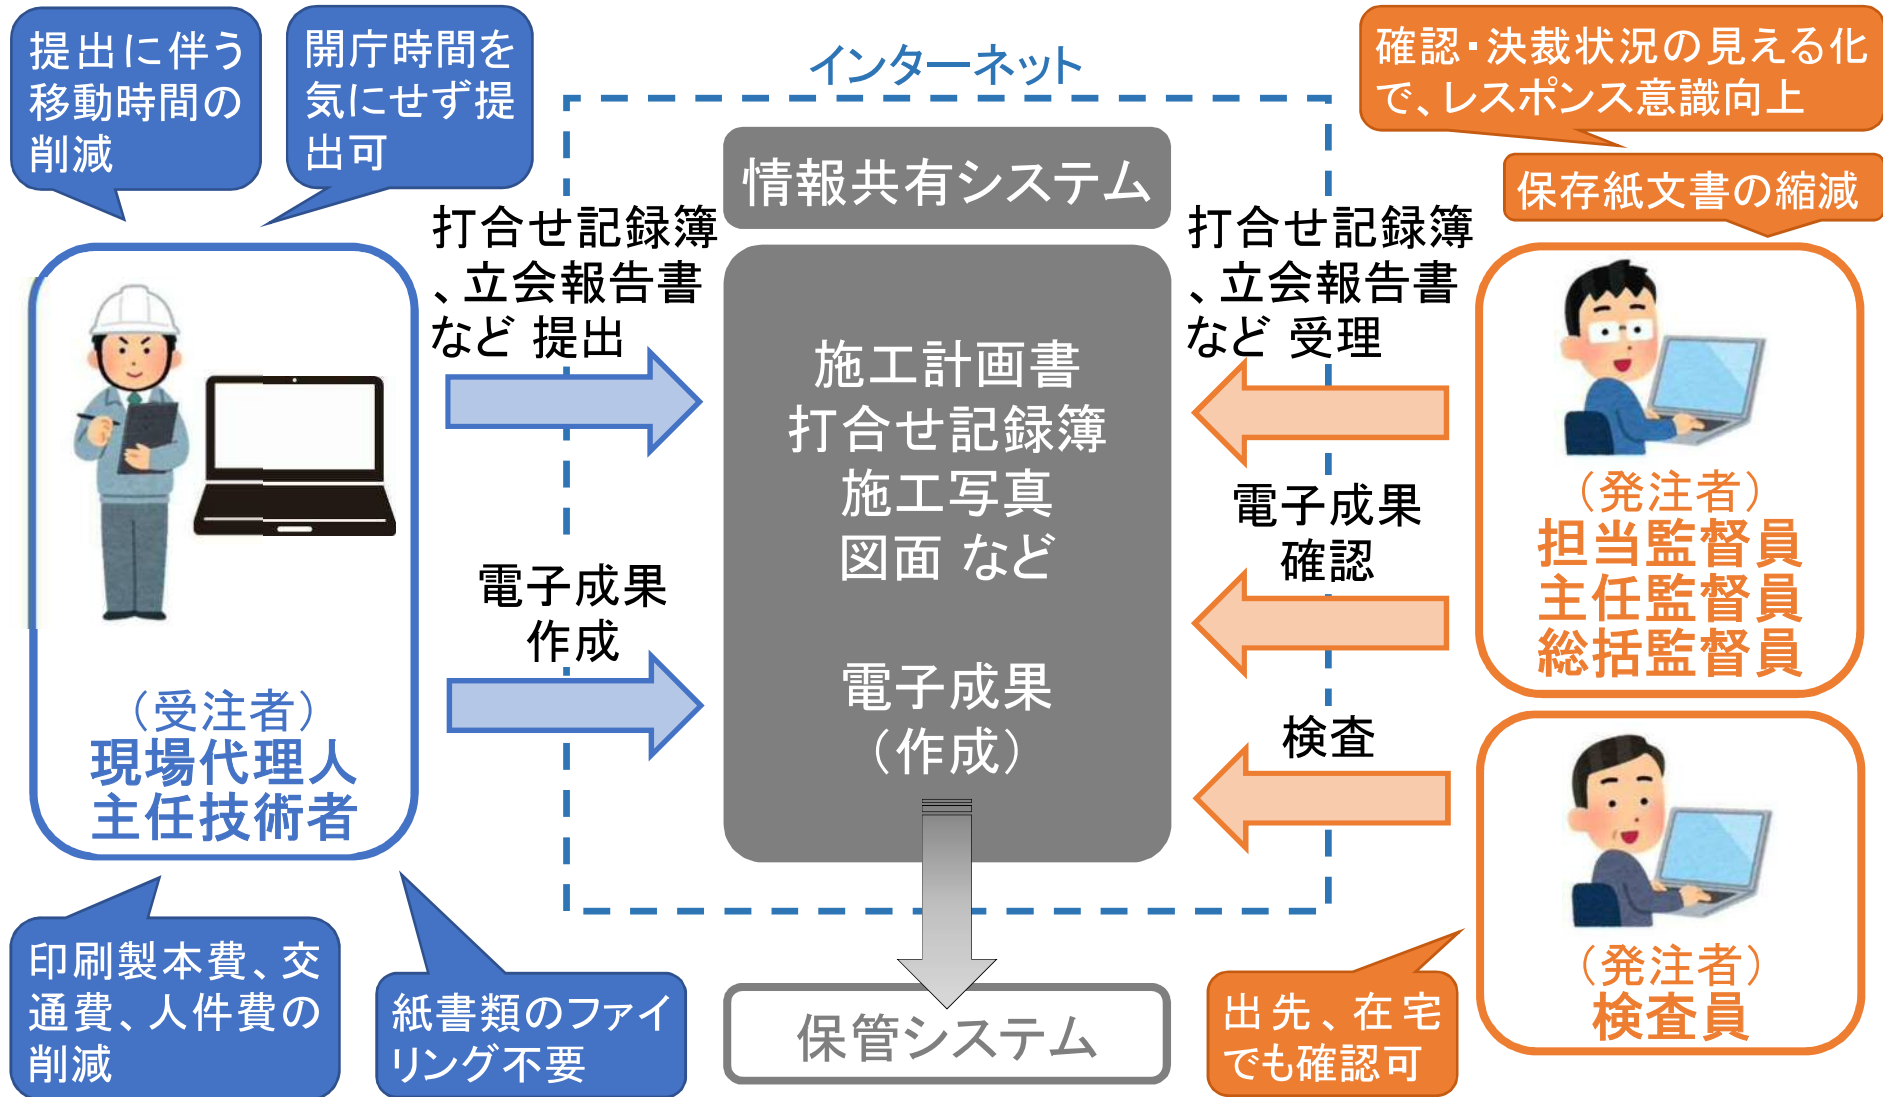 提出に伴う
移動時間の
削減
開庁時間を
気にせず提
出可
インターネット
確認・決裁状況の見える化
で、レスポンス意識向上
保存紙文書の縮減
情報共有システム
打合せ記録簿
、立会報告書
など 提出
打合せ記録簿
、立会報告書
など 受理
施工計画書
打合せ記録簿
施工写真
図面 など
電子成果
（作成）
電子成果
作成
電子成果
確認
検査
（受注者）
現場代理人
主任技術者
（発注者）
担当監督員
主任監督員
総括監督員
（発注者）
検査員
印刷製本費、交
通費、人件費の
削減
紙書類のファイ
リング不要
保管システム
出先、在宅
でも確認可